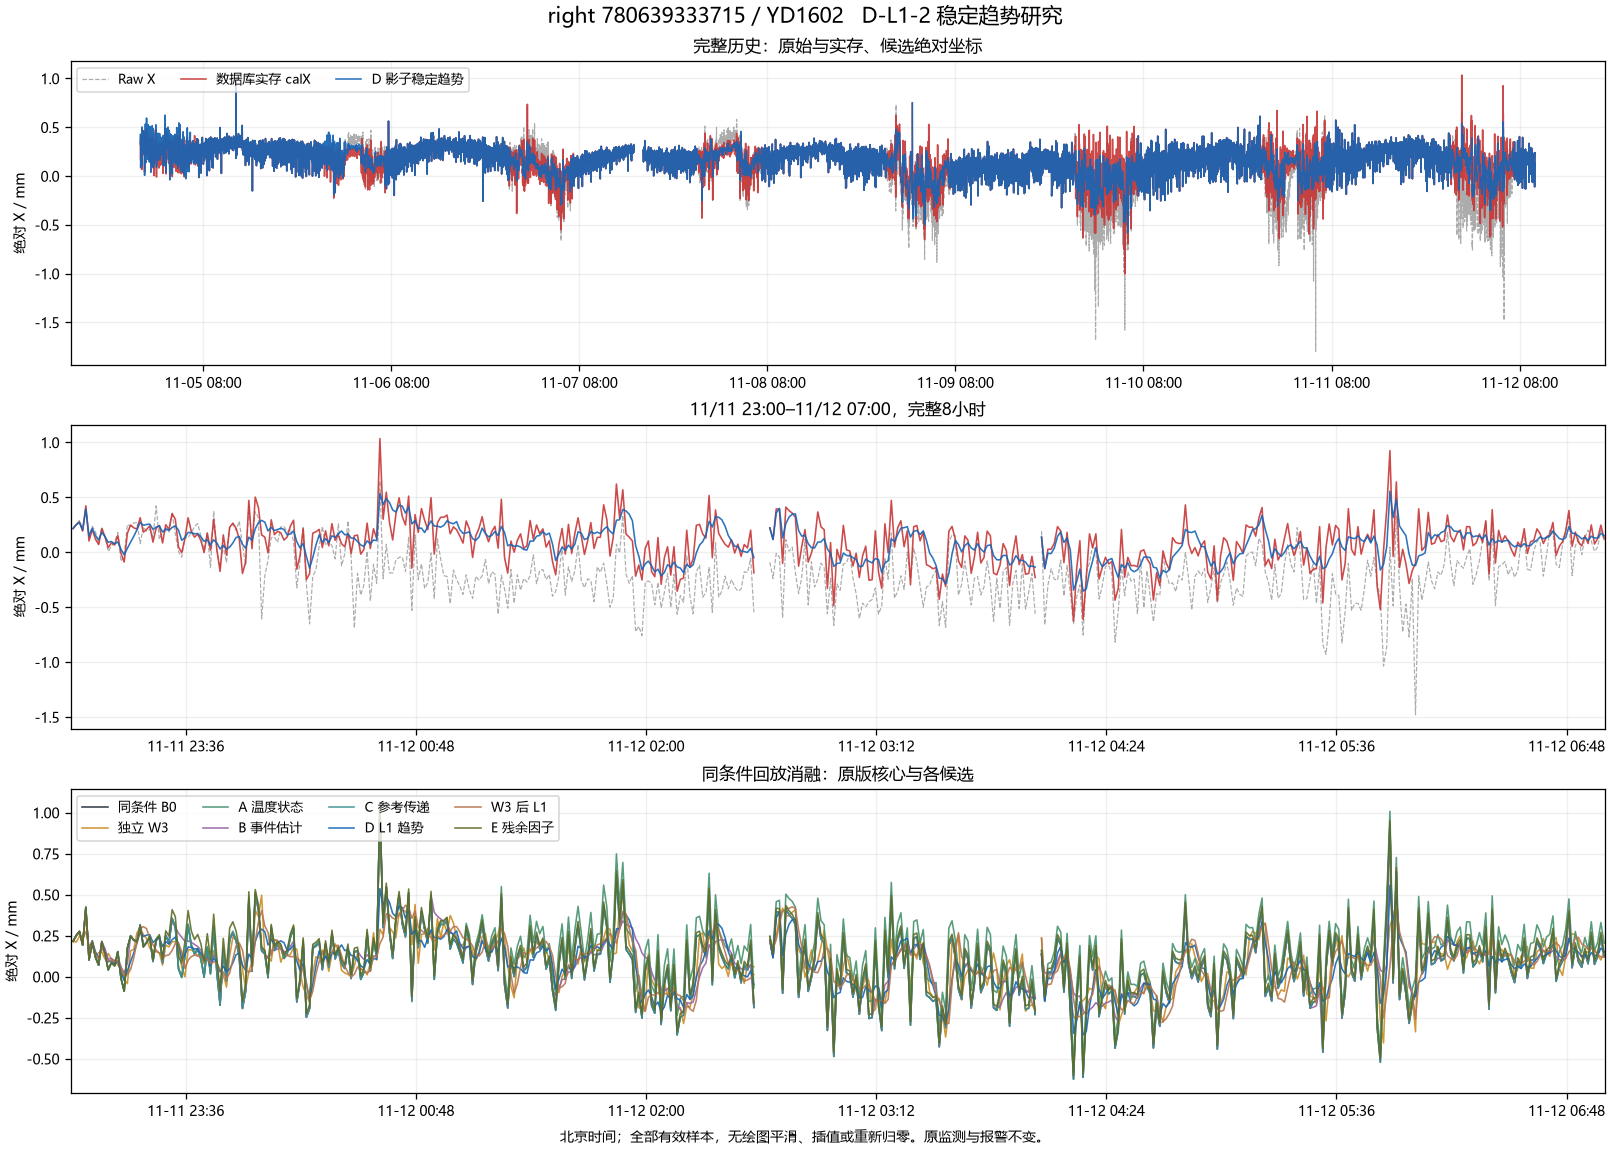 right 780639333715 / YD1602   D-L1-2 稳定趋势研究
完整历史：原始与实存、候选绝对坐标
Raw X
数据库实存 calX
D 影子稳定趋势
绝对 X / mm
1.0
0.5
0.0
-0.5
-1.0
-1.5
11-05 08:00
11-06 08:00
11-07 08:00
11-08 08:00
11-09 08:00
11-10 08:00
11-11 08:00
11-12 08:00
11/11 23:00–11/12 07:00，完整8小时
绝对 X / mm
1.0
0.5
0.0
-0.5
-1.0
-1.5
11-11 23:36
11-12 00:48
11-12 02:00
11-12 03:12
11-12 04:24
11-12 05:36
11-12 06:48
同条件回放消融：原版核心与各候选
同条件 B0
A 温度状态
C 参考传递
W3 后 L1
独立 W3
B 事件估计
D L1 趋势
E 残余因子
绝对 X / mm
1.00
0.75
0.50
0.25
0.00
-0.25
-0.50
11-11 23:36
11-12 00:48
11-12 02:00
11-12 03:12
11-12 04:24
11-12 05:36
11-12 06:48
北京时间；全部有效样本，无绘图平滑、插值或重新归零。原监测与报警不变。